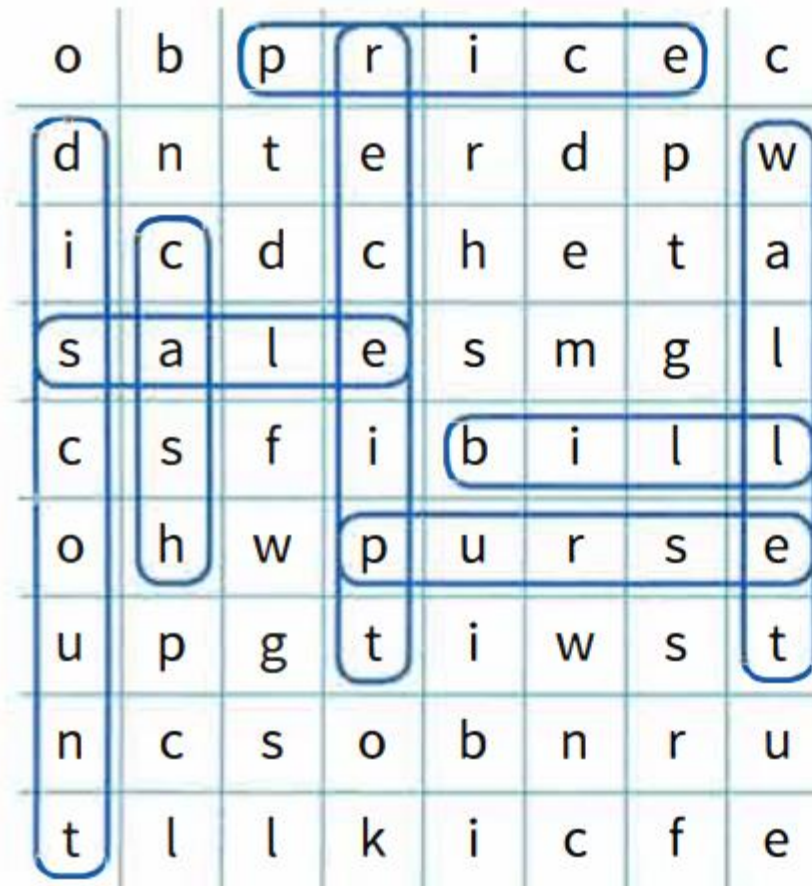 o b p r i c e c
d n t e r d p w
i c d c h e t a
s a l e s m g l
c s f i b i l l
o h w p u r s e
u p g t i w s t
n c s o b n r u
t l l k i c f e